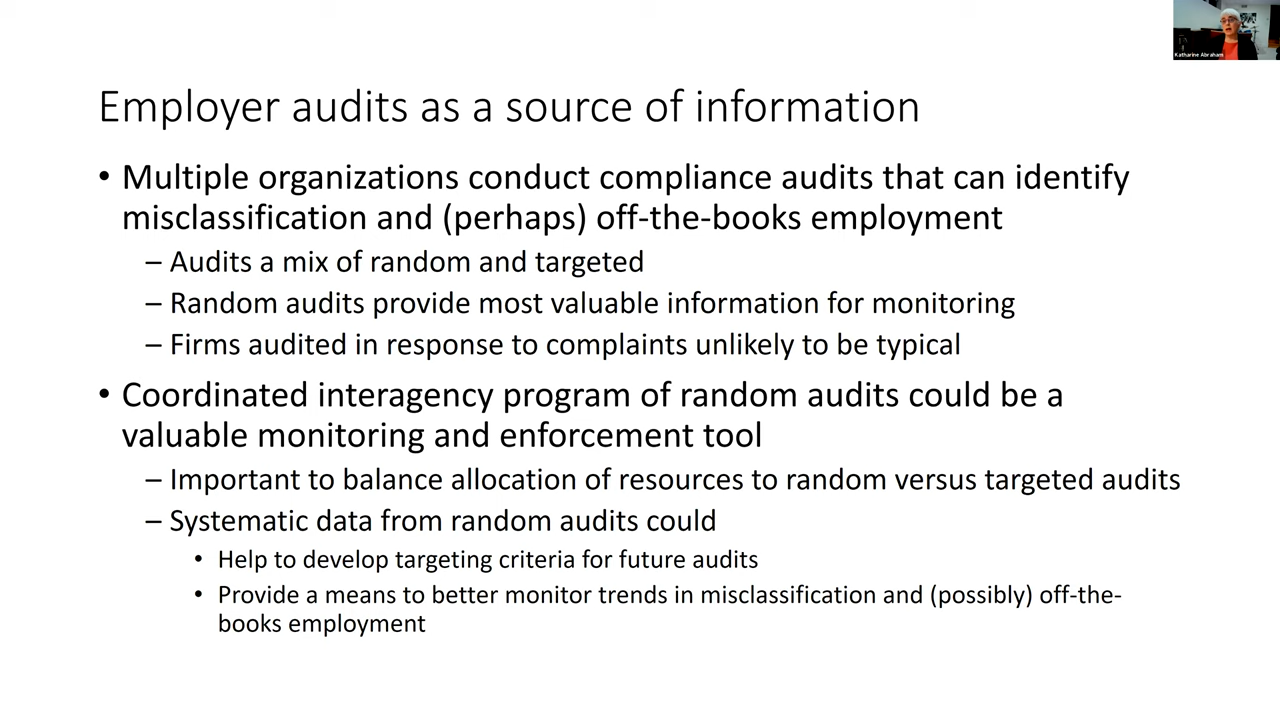 Katharine Abraham
Employer audits as a source of information
• Multiple organizations conduct compliance audits that can identify
misclassification and (perhaps) off-the-books employment
– Audits a mix of random and targeted
– Random audits provide most valuable information for monitoring
– Firms audited in response to complaints unlikely to be typical
• Coordinated interagency program of random audits could be a
valuable monitoring and enforcement tool
– Important to balance allocation of resources to random versus targeted audits
– Systematic data from random audits could
• Help to develop targeting criteria for future audits
• Provide a means to better monitor trends in misclassification and (possibly) off-the-
books employment